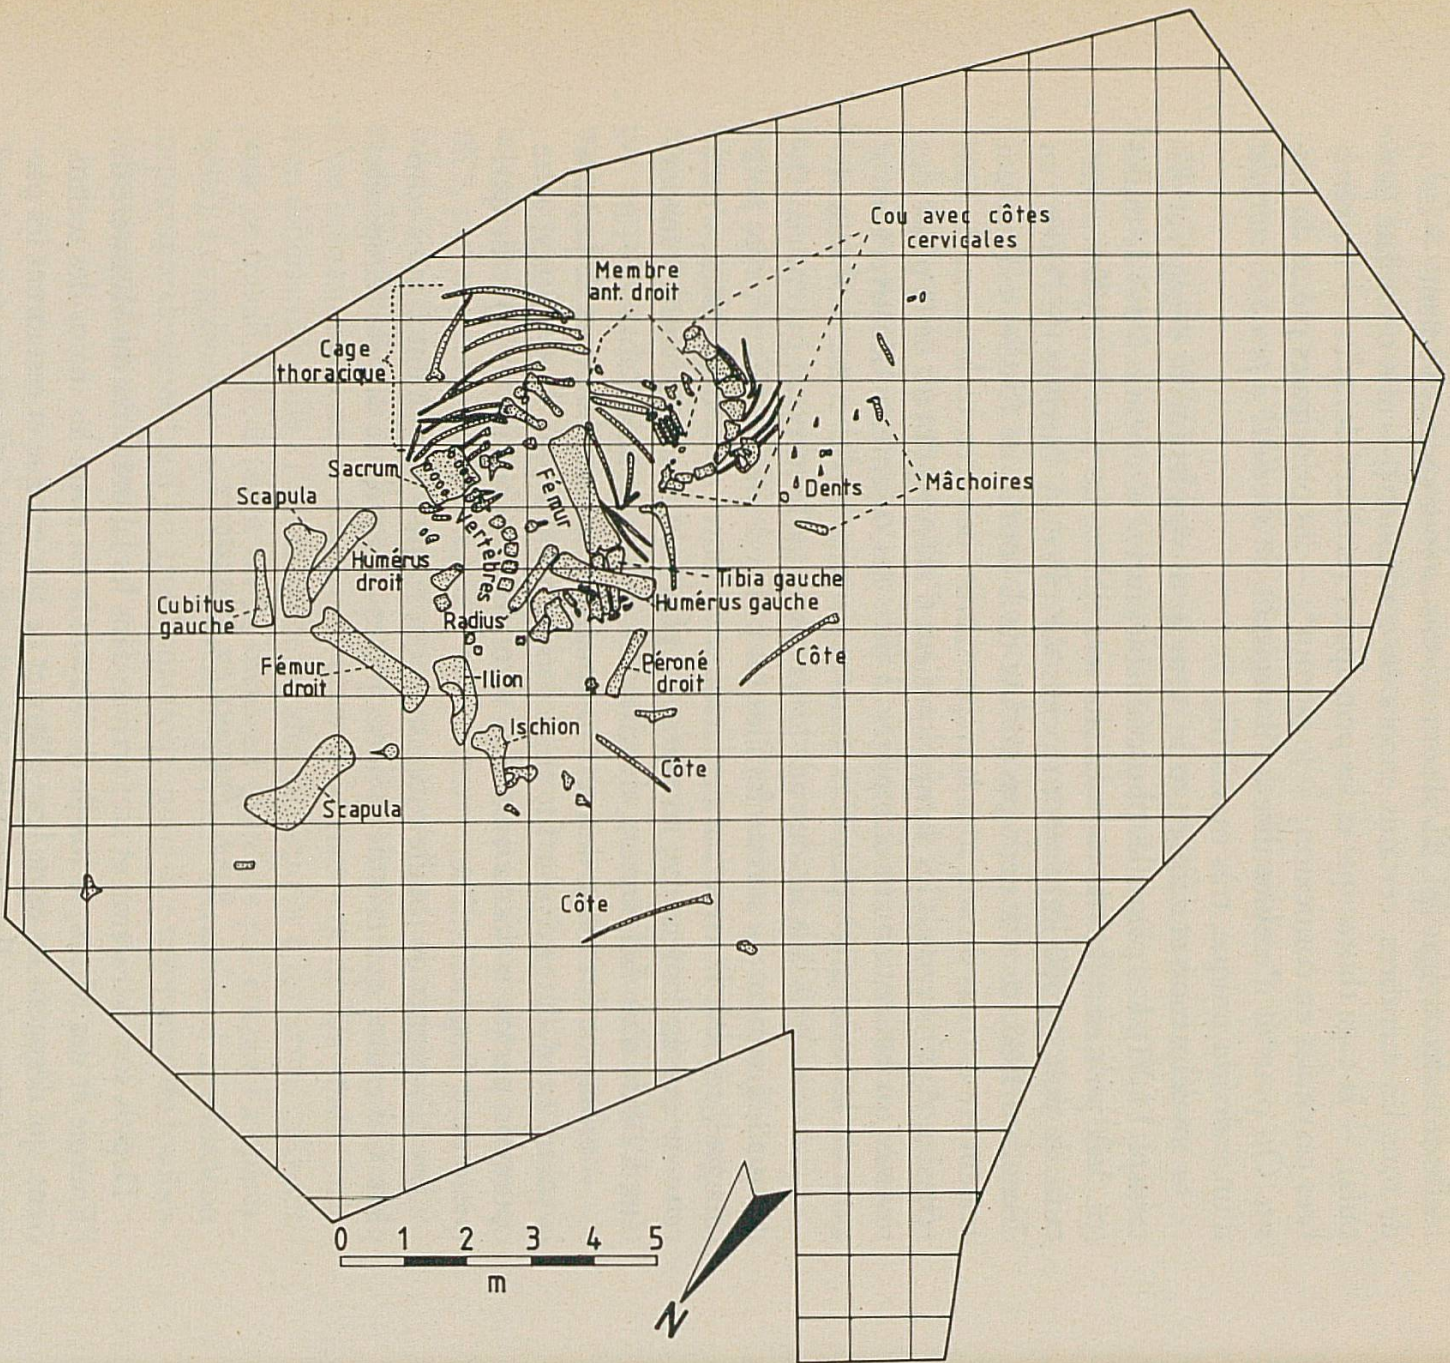 Cou avec côtes
cervicales
Membre
ant. droit
Cage
thoracique
Sacrum
Scapula
Fémur
Dents
Mâchoires
Vertèbres
Humérus
droit
Tibia gauche
Humérus gauche
Cubitus
gauche
Radius
Côte
Fémur
droit
Ilion
Péroné
droit
Ischion
Côte
Scapula
Côte
0 1 2 3 4 5
m
N